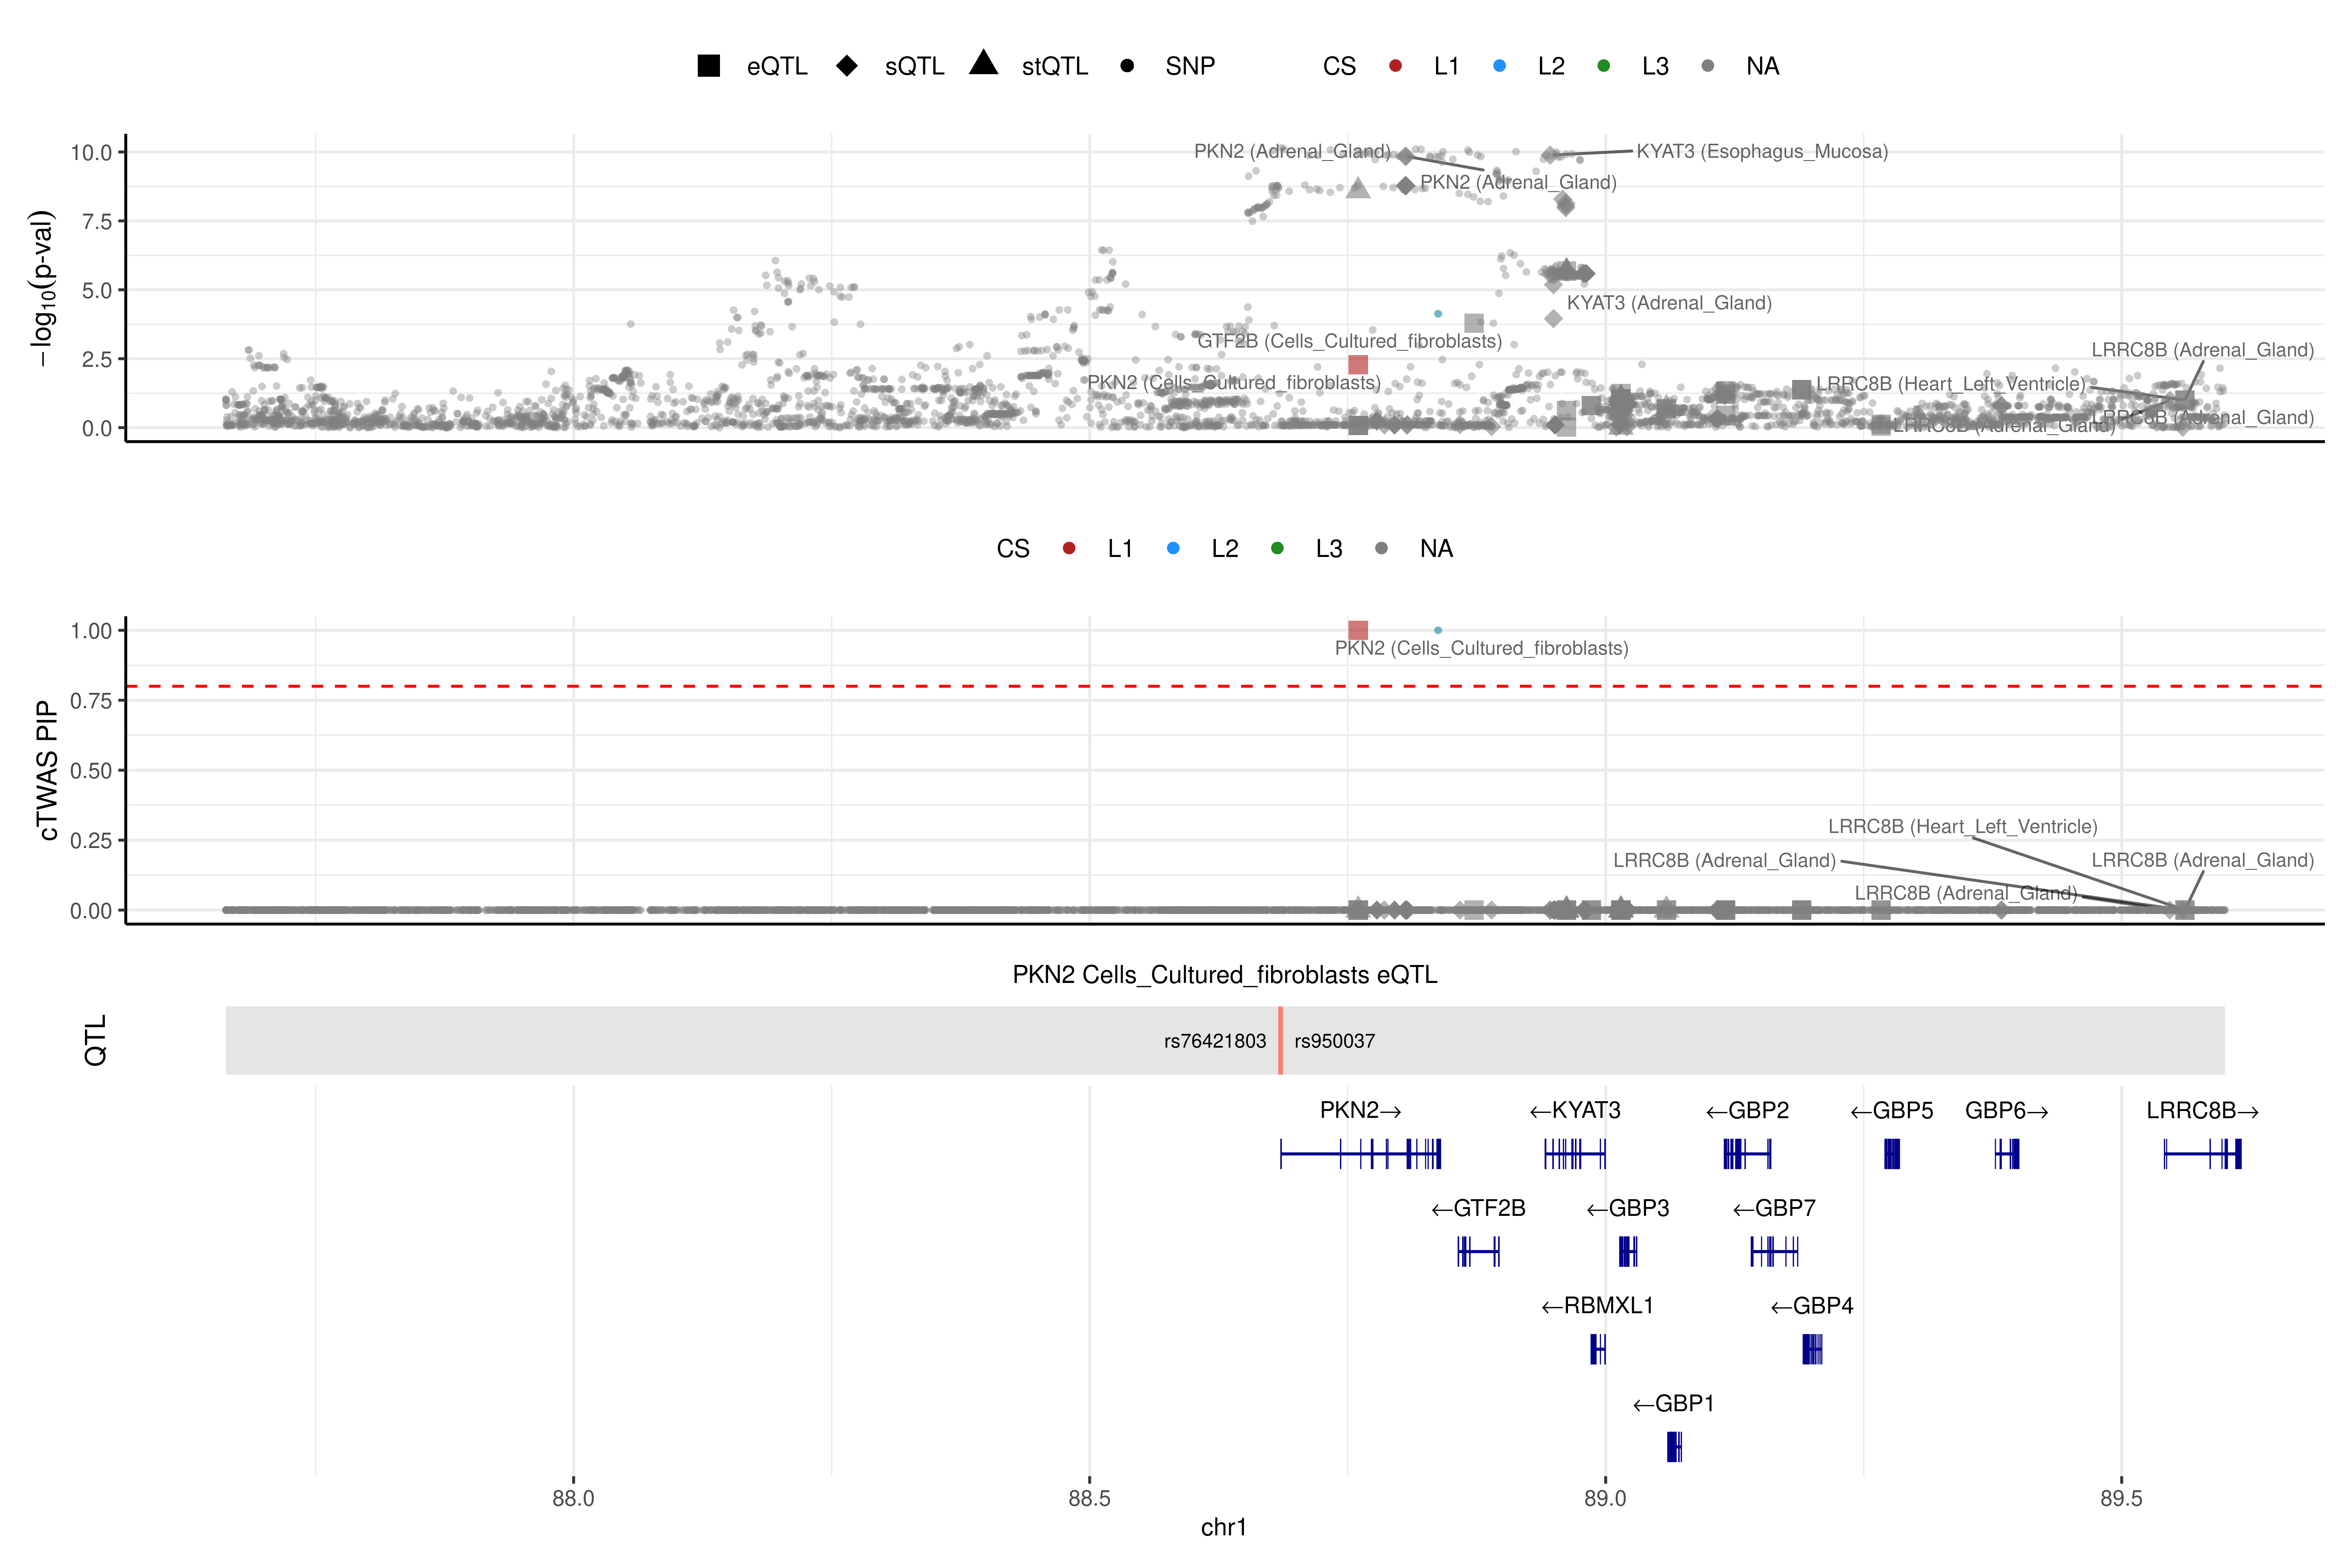 eQTL sQTL stQTL SNP CS L1 L2 L3 NA
−log10(p-val)
10.0
7.5
5.0
2.5
0.0
PKN2 (Adrenal_Gland)
KYAT3 (Esophagus_Mucosa)
PKN2 (Adrenal_Gland)
KYAT3 (Adrenal_Gland)
GTF2B (Cells_Cultured_fibroblasts)
LRRC8B (Adrenal_Gland)
PKN2 (Cells_Cultured_fibroblasts)
LRRC8B (Heart_Left_Ventricle)
LRRC8B (Adrenal_Gland)
LRRC8B (Adrenal_Gland)
CS L1 L2 L3 NA
cTWAS PIP
1.00
0.75
0.50
0.25
0.00
PKN2 (Cells_Cultured_fibroblasts)
LRRC8B (Heart_Left_Ventricle)
LRRC8B (Adrenal_Gland)
LRRC8B (Adrenal_Gland)
LRRC8B (Adrenal_Gland)
PKN2 Cells_Cultured_fibroblasts eQTL
QTL
rs76421803 rs950037
PKN2→ ←KYAT3 ←GBP2 ←GBP5 GBP6→ LRRC8B→
←GTF2B ←GBP3 ←GBP7
←RBMXL1 ←GBP4
←GBP1
88.0 88.5 89.0 89.5
chr1